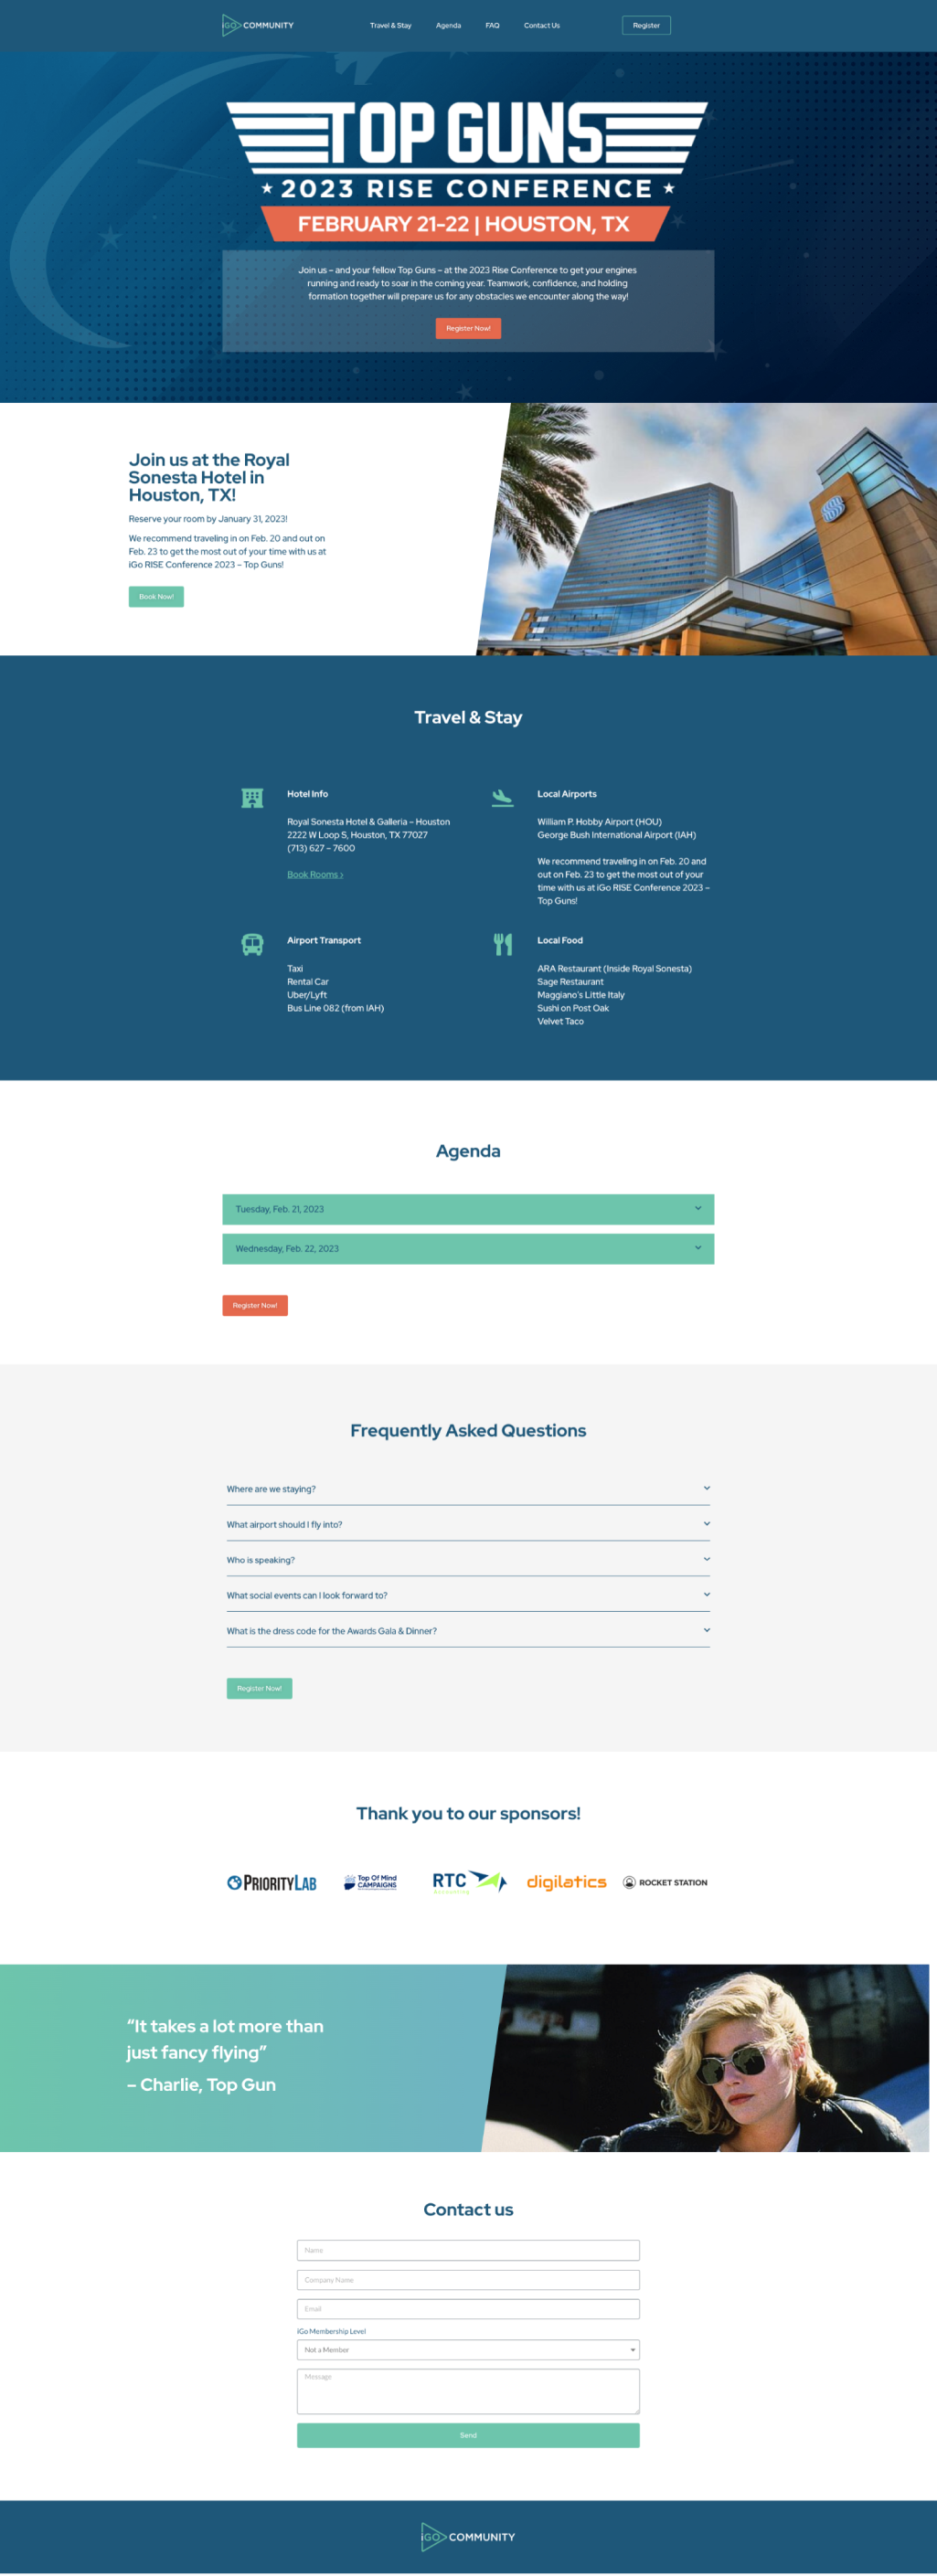 iGO COMMUNITY
Travel & Stay
Agenda
FAQ
Contact Us
Register
TOP GUNS
2023 RISE CONFERENCE
FEBRUARY 21-22 | HOUSTON, TX
Join us – and your fellow Top Guns – at the 2023 Rise Conference to get your engines
running and ready to soar in the coming year. Teamwork, confidence, and holding
formation together will prepare us for any obstacles we encounter along the way!
Register Now!
Join us at the Royal
Sonesta Hotel in
Houston, TX!
Reserve your room by January 31, 2023!
We recommend traveling in on Feb. 20 and out on
Feb. 23 to get the most out of your time with us at
iGo RISE Conference 2023 – Top Guns!
Book Now!
Travel & Stay
Hotel Info
Royal Sonesta Hotel & Galleria – Houston
2222 W Loop S, Houston, TX 77027
(713) 627 – 7600
Book Rooms >
Local Airports
William P. Hobby Airport (HOU)
George Bush International Airport (IAH)
We recommend traveling in on Feb. 20 and
out on Feb. 23 to get the most out of your
time with us at iGo RISE Conference 2023 –
Top Guns!
Airport Transport
Taxi
Rental Car
Uber/Lyft
Bus Line 082 (from IAH)
Local Food
ARA Restaurant (Inside Royal Sonesta)
Sage Restaurant
Maggiano's Little Italy
Sushi on Post Oak
Velvet Taco
Agenda
Tuesday, Feb. 21, 2023
Wednesday, Feb. 22, 2023
Register Now!
Frequently Asked Questions
Where are we staying?
What airport should I fly into?
Who is speaking?
What social events can I look forward to?
What is the dress code for the Awards Gala & Dinner?
Register Now!
Thank you to our sponsors!
PRIORITYLAB
Top Of Mind
CAMPAIGNS
RTC
accounting
digilatics
ROCKET STATION
“It takes a lot more than
just fancy flying”
– Charlie, Top Gun
Contact us
Name
Company Name
Email
iGo Membership Level
Not a Member
Message
Send
iGO COMMUNITY